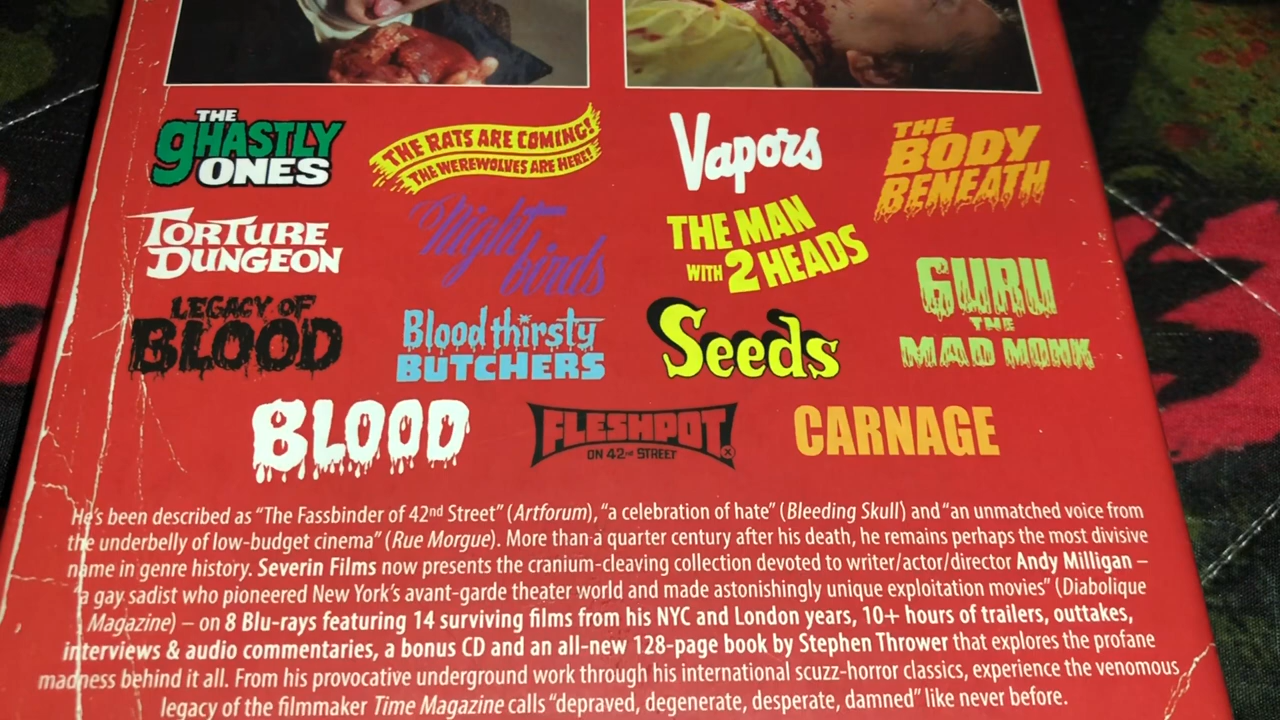 THE
GHASTLY
ONES
THE RATS ARE COMING!
THE WEREWOLVES ARE HERE!
Vapors
THE
BODY
BENEATH
TORTURE
DUNGEON
Night
birds
THE MAN
WITH 2 HEADS
GURU
THE
MAD MONK
LEGACY OF
BLOOD
Blood thirsty
BUTCHERS
Seeds
BLOOD
FLESHPOT
ON 42nd STREET
X
CARNAGE
He's been described as “The Fassbinder of 42nd Street” (Artforum), “a celebration of hate” (Bleeding Skull) and “an unmatched voice from
the underbelly of low-budget cinema” (Rue Morgue). More than a quarter century after his death, he remains perhaps the most divisive
name in genre history. Severin Films now presents the cranium-cleaving collection devoted to writer/actor/director Andy Milligan –
“a gay sadist who pioneered New York's avant-garde theater world and made astonishingly unique exploitation movies” (Diabolique
Magazine) – on 8 Blu-rays featuring 14 surviving films from his NYC and London years, 10+ hours of trailers, outtakes,
interviews & audio commentaries, a bonus CD and an all-new 128-page book by Stephen Thrower that explores the profane
madness behind it all. From his provocative underground work through his international scuzz-horror classics, experience the venomous
legacy of the filmmaker Time Magazine calls “depraved, degenerate, desperate, damned” like never before.